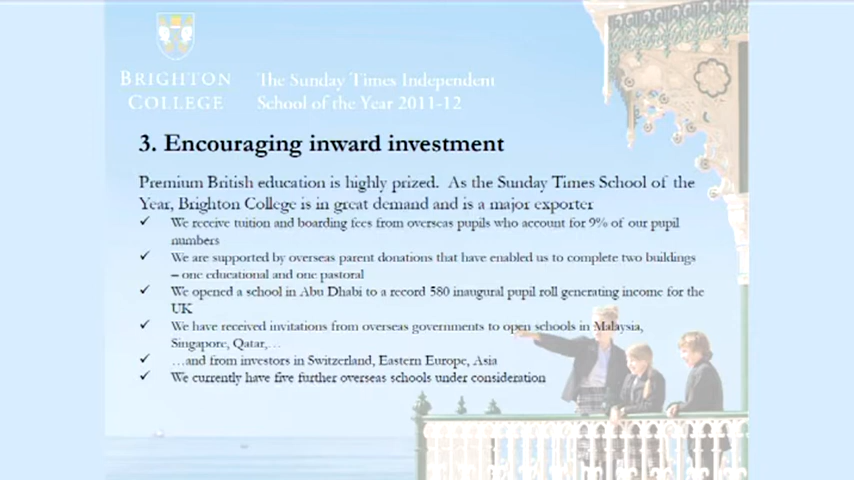 BRIGHTON
COLLEGE
The Sunday Times Independent
School of the Year 2011-12
3. Encouraging inward investment
Premium British education is highly prized. As the Sunday Times School of the
Year, Brighton College is in great demand and is a major exporter
✓ We receive tuition and boarding fees from overseas pupils who account for 9% of our pupil
numbers
✓ We are supported by overseas parent donations that have enabled us to complete two buildings
– one educational and one pastoral
✓ We opened a school in Abu Dhabi to a record 580 inaugural pupil roll generating income for the
UK
✓ We have received invitations from overseas governments to open schools in Malaysia,
Singapore, Qatar,…
✓ …and from investors in Switzerland, Eastern Europe, Asia
✓ We currently have five further overseas schools under consideration